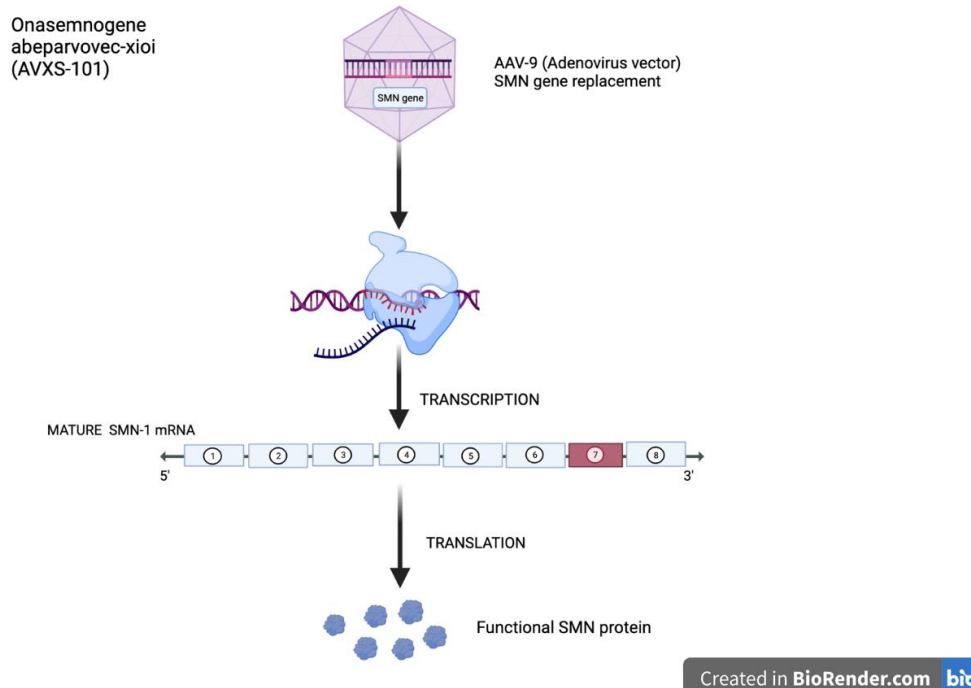 Onasemnogene
abeparvovec-xioi
(AVXS-101)
AAV-9 (Adenovirus vector)
SMN gene replacement
SMN gene
TRANSCRIPTION
MATURE SMN-1 mRNA
1 2 3 4 5 6 7 8
5' 3'
TRANSLATION
Functional SMN protein
Created in BioRender.com bio